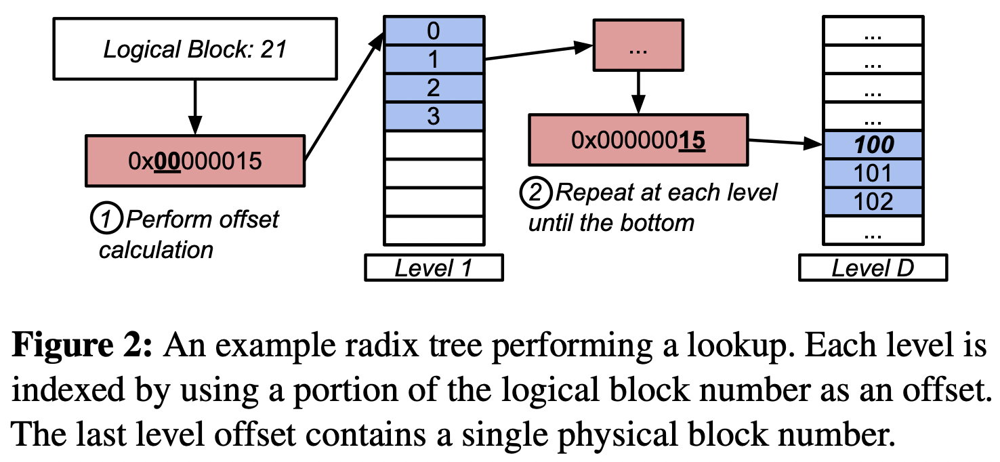 Logical Block: 21
0x00000015
1 Perform offset
calculation
0
1
2
3
Level 1
...
0x00000015
2 Repeat at each level
until the bottom
...
...
...
...
100
101
102
...
Level D
Figure 2: An example radix tree performing a lookup. Each level is
indexed by using a portion of the logical block number as an offset.
The last level offset contains a single physical block number.